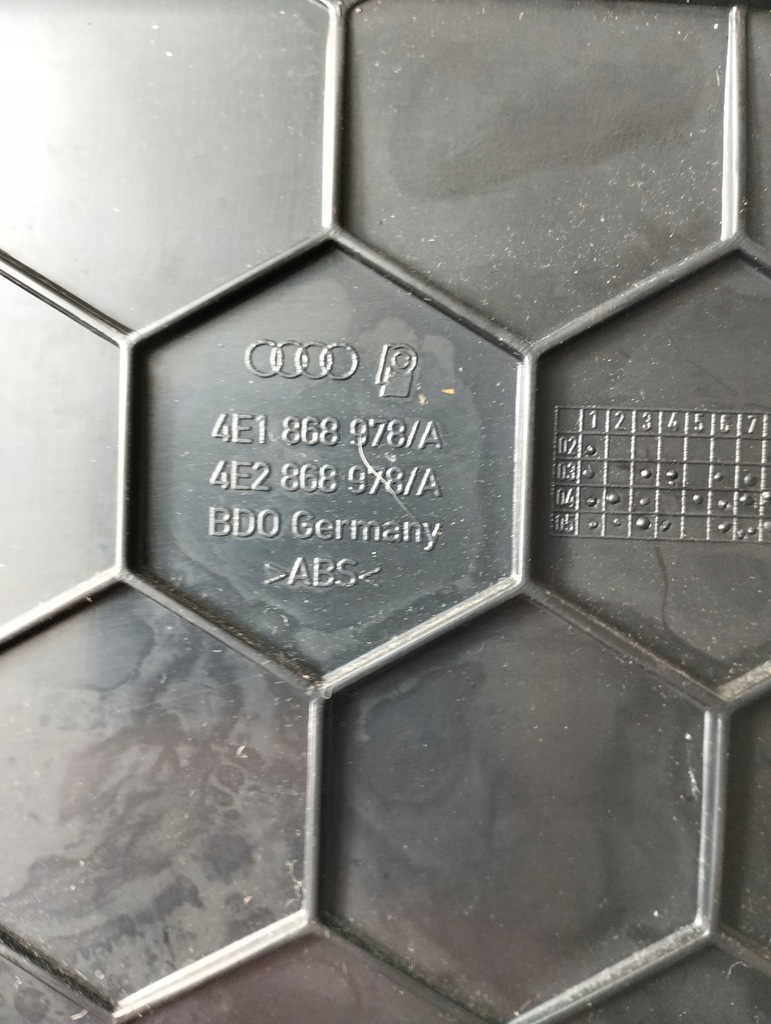 4E1 868 978/A
4E2 868 978/A
BDO Germany
>ABS<
1 2 3 4 5 6 7
02
03
04
05